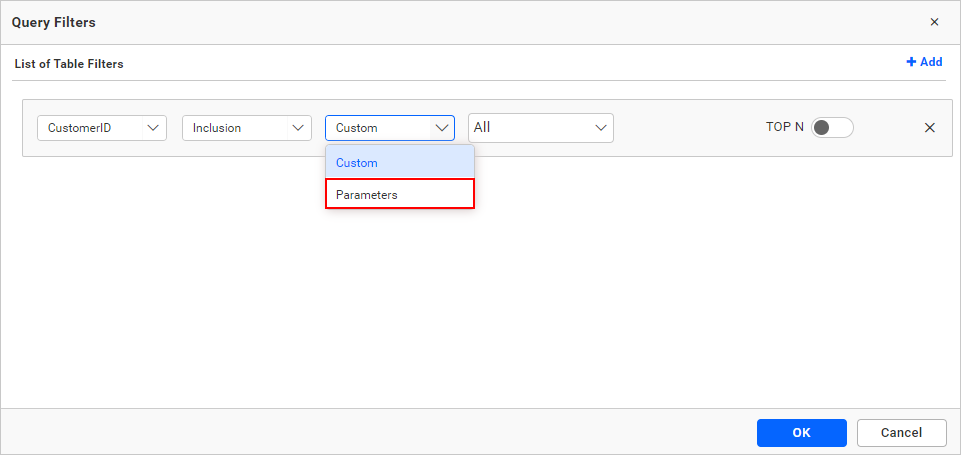 Query Filters
List of Table Filters
+ Add
CustomerID Inclusion Custom All TOP N
Custom
Parameters
OK Cancel